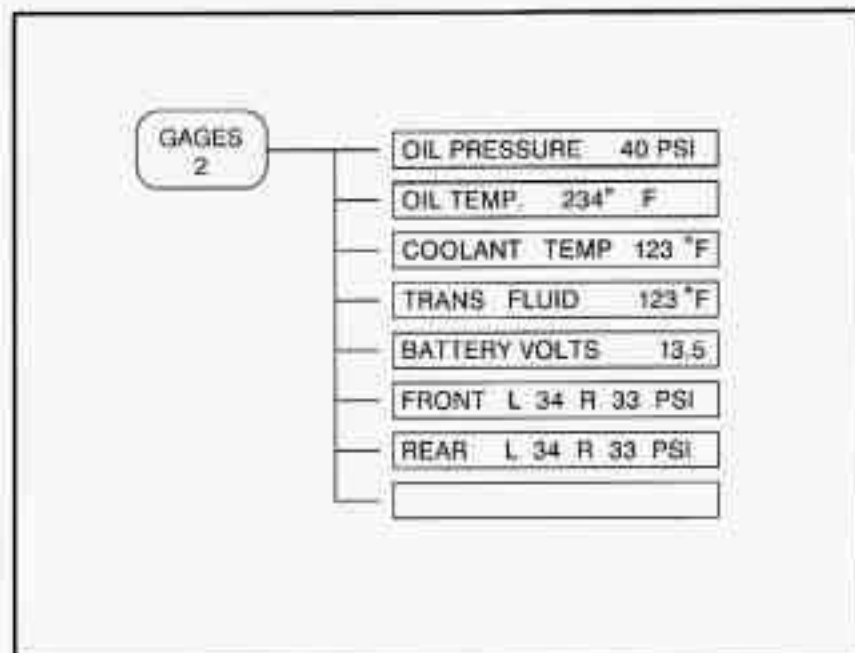 GAGES
2
OIL PRESSURE 40 PSI
OIL TEMP. 234° F
COOLANT TEMP 123 °F
TRANS FLUID 123 °F
BATTERY VOLTS 13.5
FRONT L 34 R 33 PSI
REAR L 34 R 33 PSI